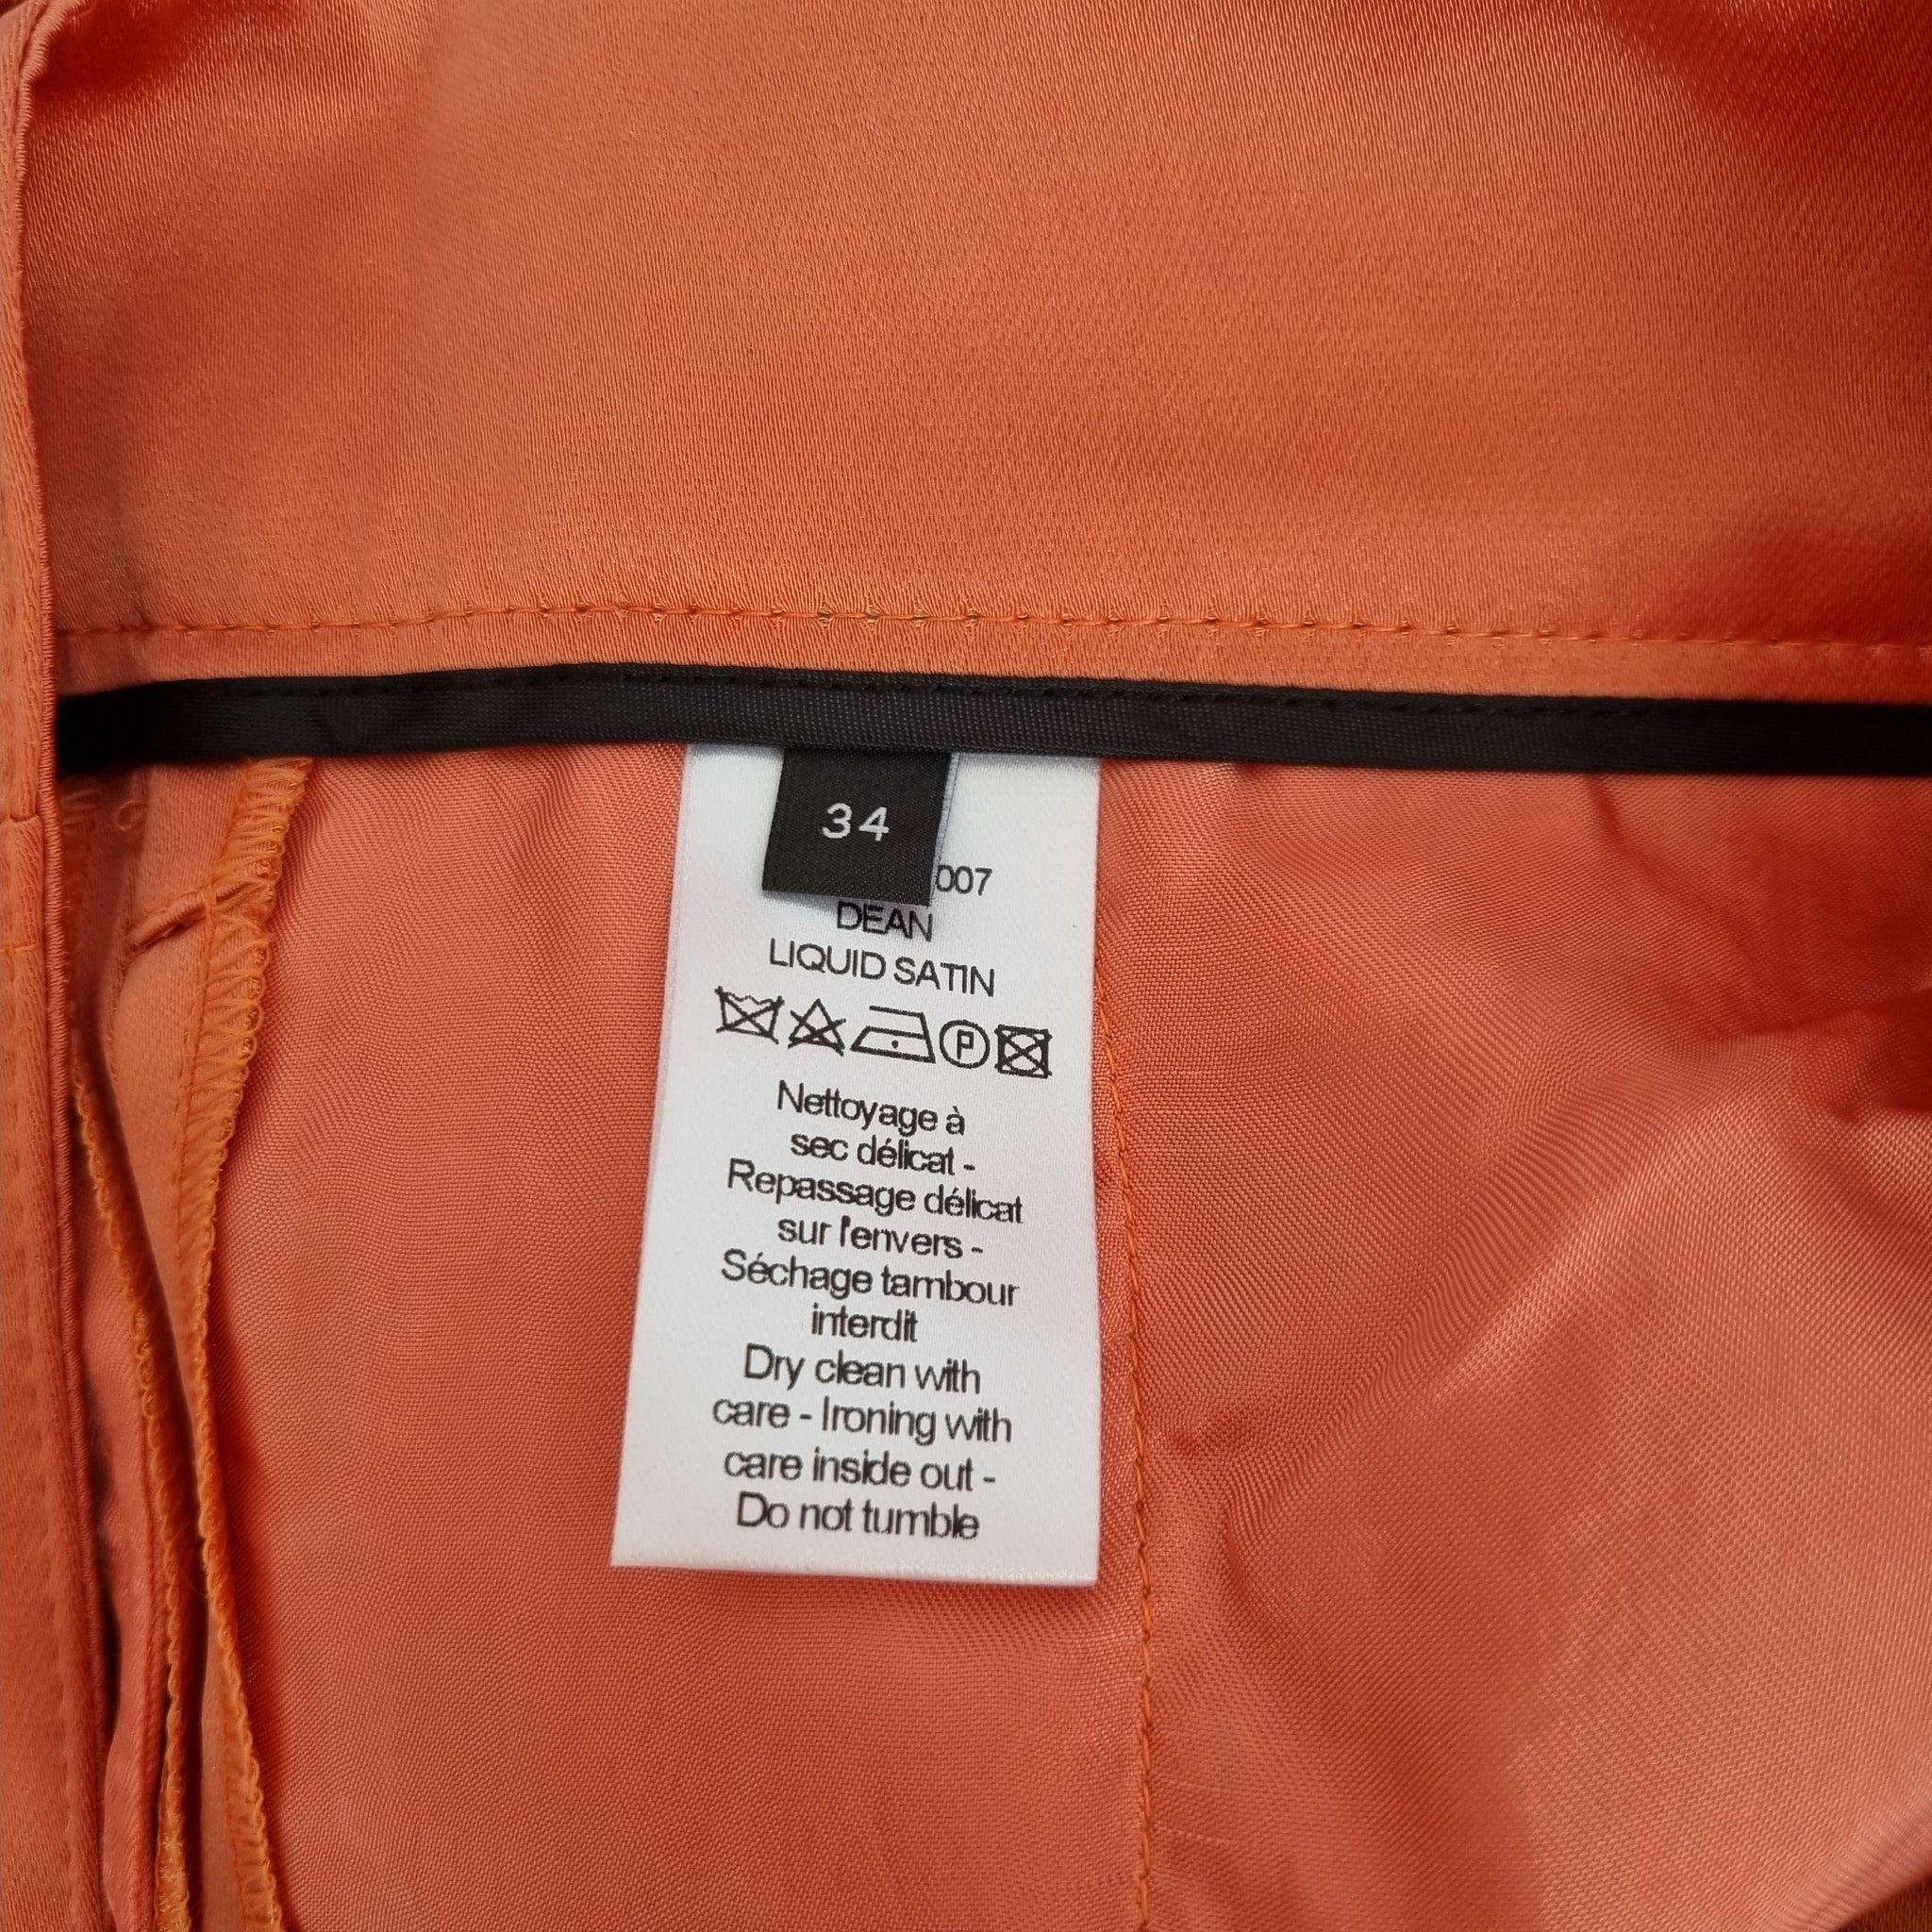 34
007
DEAN
LIQUID SATIN
P
Nettoyage à
sec délicat -
Repassage délicat
sur l'envers -
Séchage tambour
interdit
Dry clean with
care - Ironing with
care inside out -
Do not tumble